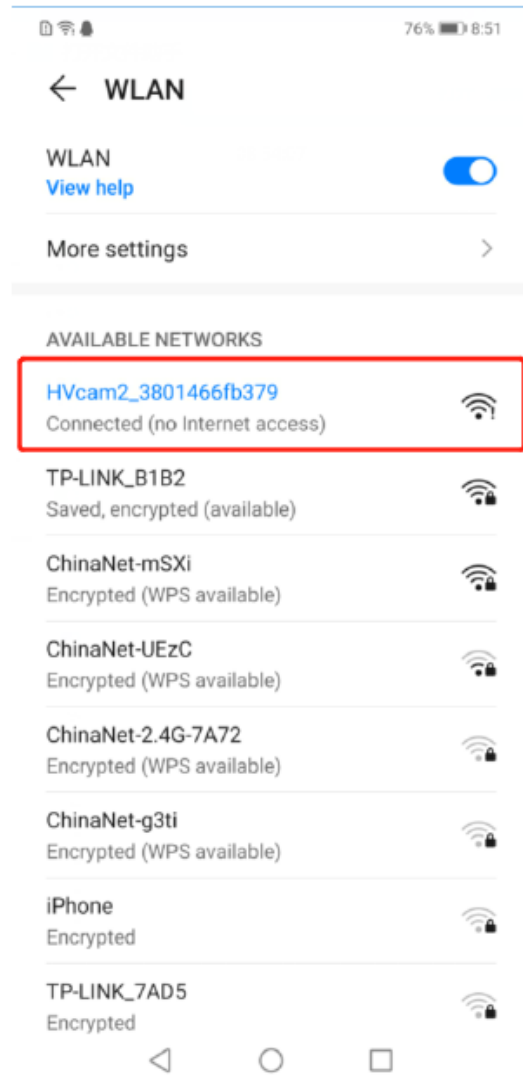 76% 8:51
WLAN
WLAN
View help
More settings
AVAILABLE NETWORKS
HVcam2_3801466fb379
Connected (no Internet access)
TP-LINK_B1B2
Saved, encrypted (available)
ChinaNet-mSXi
Encrypted (WPS available)
ChinaNet-UEzC
Encrypted (WPS available)
ChinaNet-2.4G-7A72
Encrypted (WPS available)
ChinaNet-g3ti
Encrypted (WPS available)
iPhone
Encrypted
TP-LINK_7AD5
Encrypted